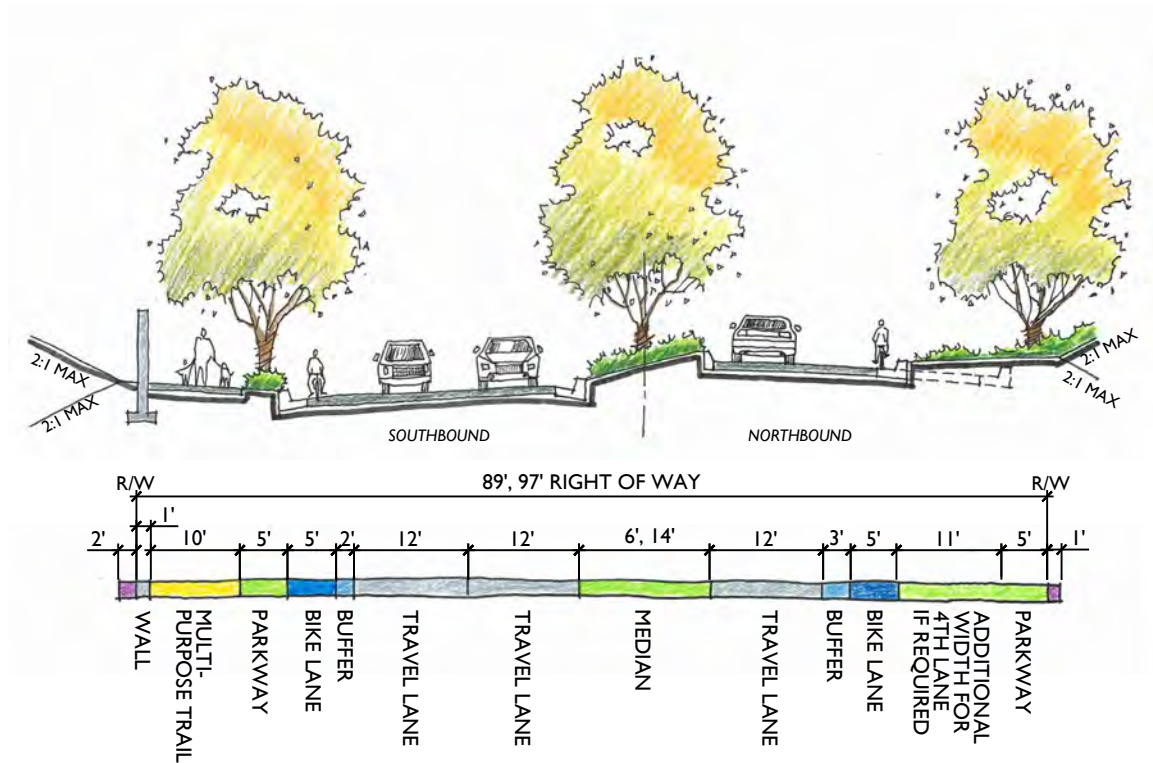 2:1 MAX
2:1 MAX
2:1 MAX
2:1 MAX
SOUTHBOUND
NORTHBOUND
R/W
89', 97' RIGHT OF WAY
R/W
1'
2'
10'
5'
5'
2'
12'
12'
6', 14'
12'
3'
5'
11'
5'
1'
WALL
MULTI-
PURPOSE TRAIL
PARKWAY
BIKE LANE
BUFFER
TRAVEL LANE
TRAVEL LANE
MEDIAN
TRAVEL LANE
BUFFER
BIKE LANE
ADDITIONAL
WIDTH FOR
4TH LANE
IF REQUIRED
PARKWAY